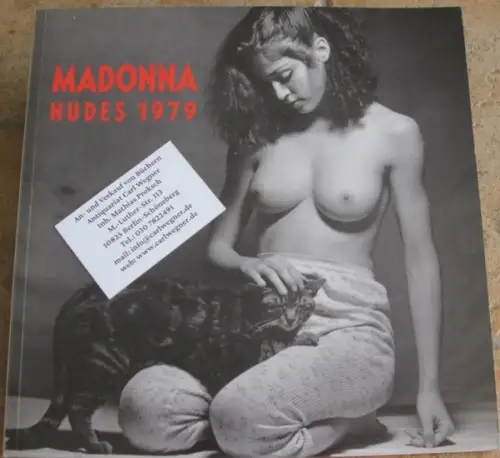 MADONNA
NUDES 1979
An- und Verkauf von Büchern
Antiquariat Carl Wegner
Inh. Mathias Proksch
M.-Luther-Str. 113
10825 Berlin-Schöneberg
Tel.: 030 7822491
mail: info@carlwegner.de
web: www.carlwegner.de